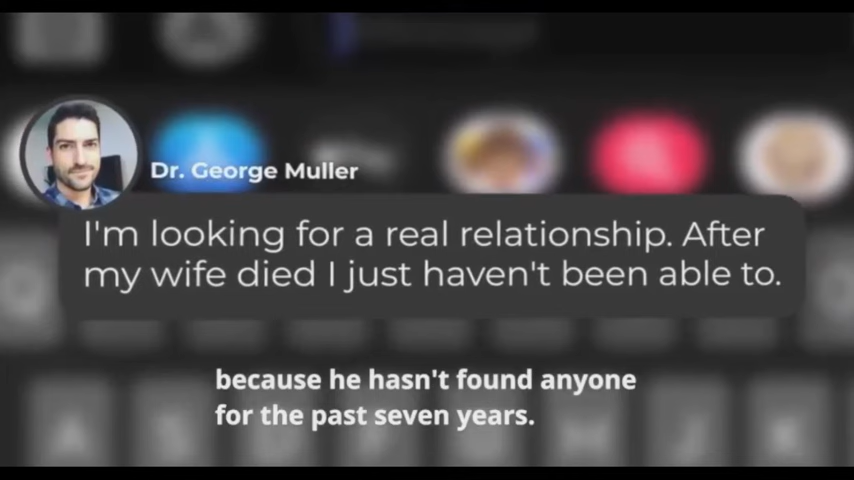 Dr. George Muller
I'm looking for a real relationship. After
my wife died I just haven't been able to.
because he hasn't found anyone
for the past seven years.